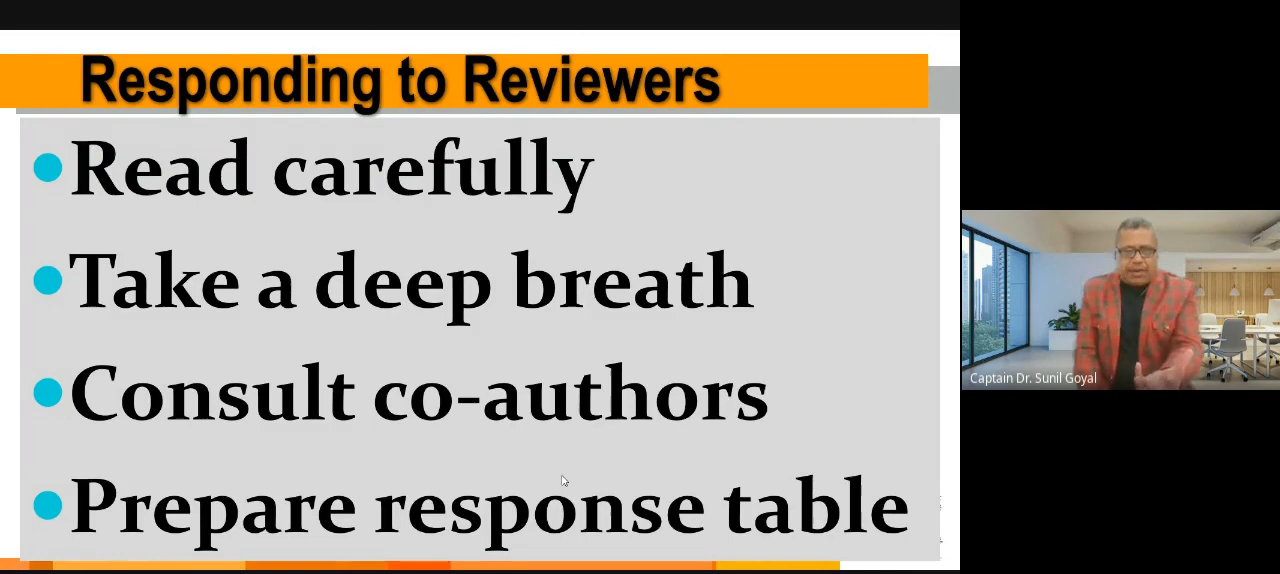 Responding to Reviewers
•Read carefully
•Take a deep breath
•Consult co-authors
•Prepare response table
Captain Dr. Sunil Goyal